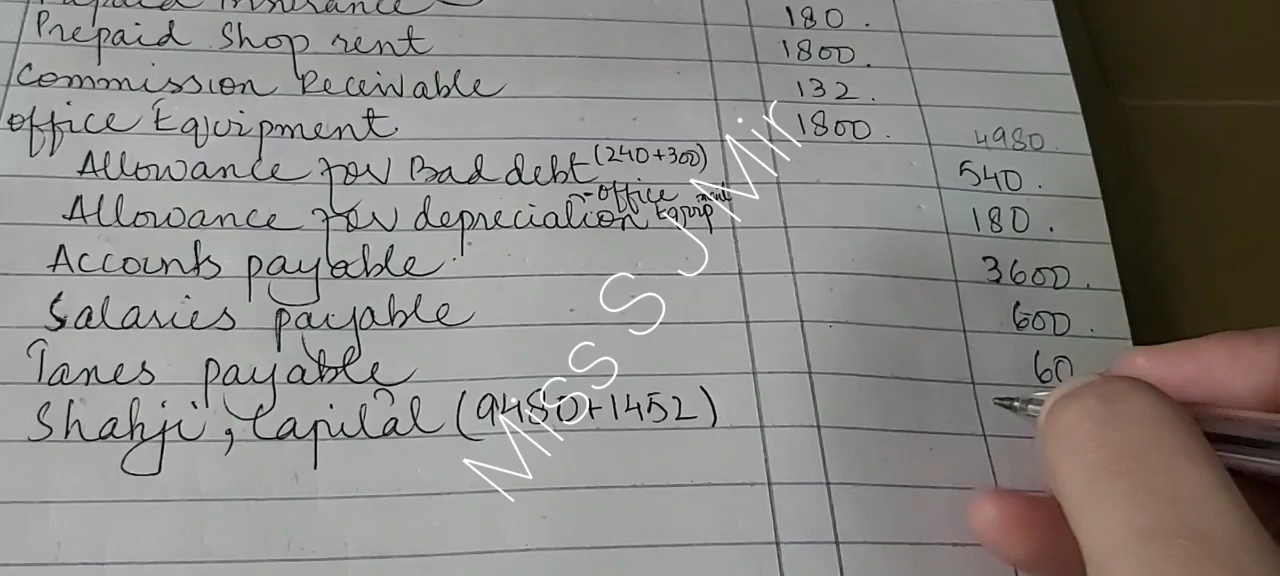 Prepaid Insurance 180.
Prepaid Shop rent 1800.
Commission Receivable 132.
Office Equipment 1800. 4980.
Allowance for Bad debt (240+300) 540.
Allowance for depreciation - office Equipment 180.
Accounts payable. 3600.
Salaries payable 600.
Taxes payable 60
Shahji, Capital (9480+1452)
Miss S J Mir